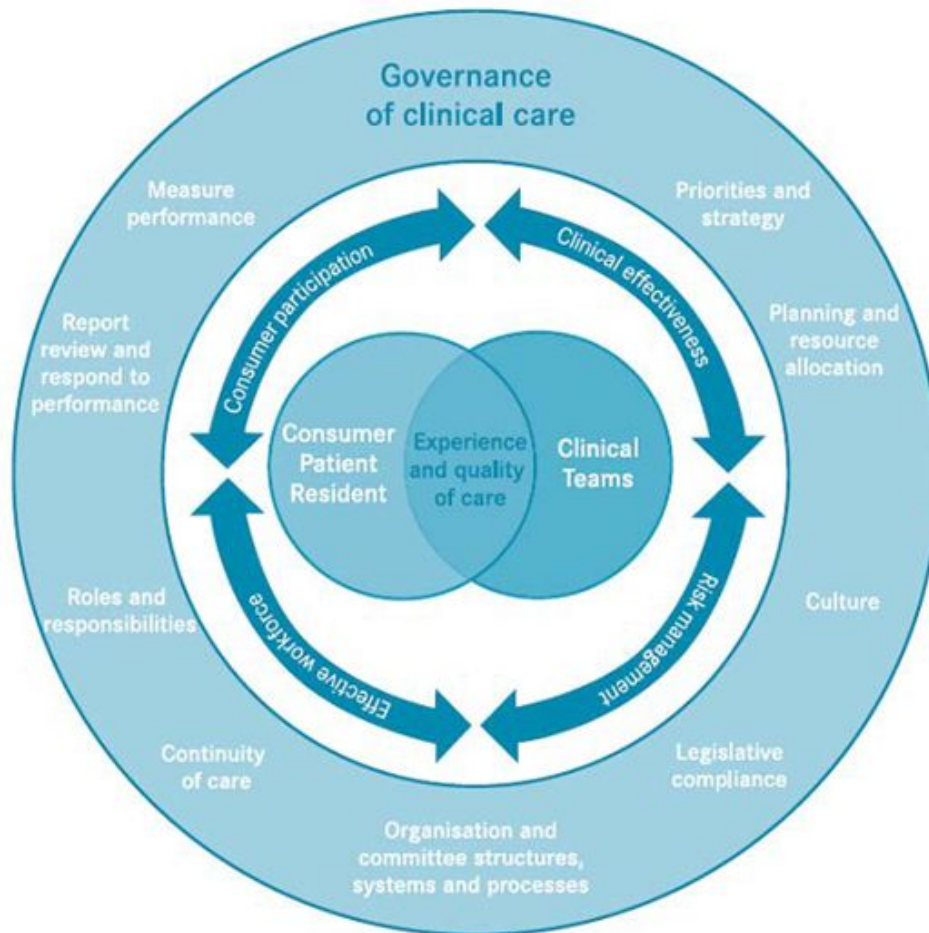 Governance
of clinical care
Measure
performance
Priorities and
strategy
Consumer participation
Clinical effectiveness
Report
review and
respond to
performance
Planning and
resource
allocation
Consumer
Patient
Resident
Experience
and quality
of care
Clinical
Teams
Roles and
responsibilities
Culture
Effective workforce
Risk management
Continuity
of care
Legislative
compliance
Organisation and
committee structures,
systems and processes